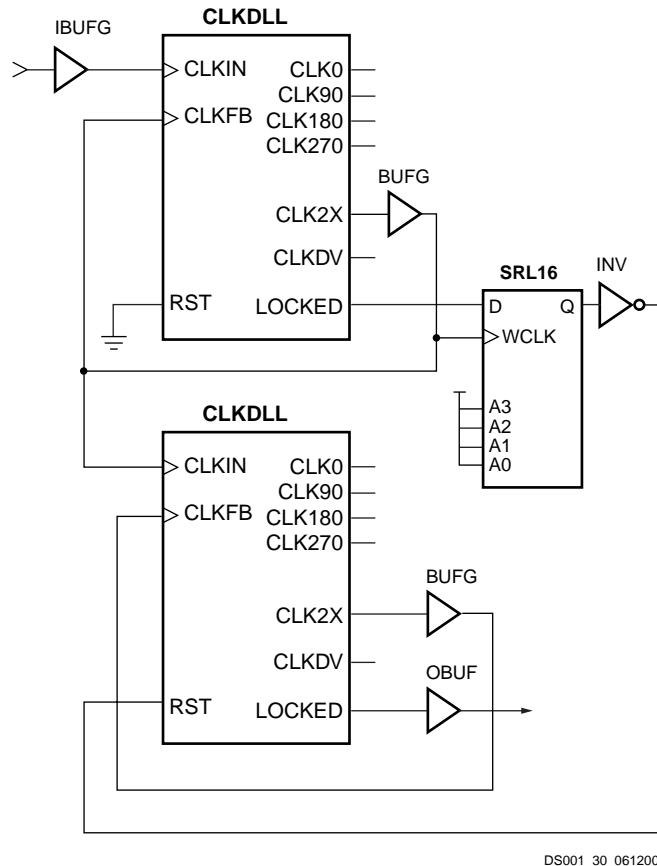 CLKDLL
IBUFG
CLKIN
CLK0
CLK90
CLKFB
CLK180
CLK270
BUFG
CLK2X
CLKDV
SRL16
INV
RST
LOCKED
D
Q
WCLK
A3
A2
A1
A0
CLKDLL
CLKIN
CLK0
CLK90
CLKFB
CLK180
CLK270
BUFG
CLK2X
CLKDV
OBUF
RST
LOCKED
DS001_30_061200